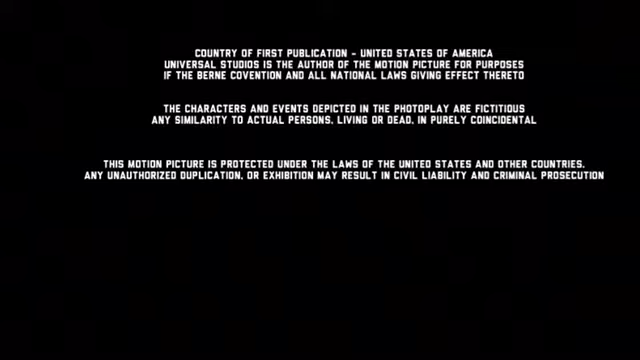 COUNTRY OF FIRST PUBLICATION - UNITED STATES OF AMERICA
UNIVERSAL STUDIOS IS THE AUTHOR OF THE MOTION PICTURE FOR PURPOSES
IF THE BERNE COVENTION AND ALL NATIONAL LAWS GIVING EFFECT THERETO
THE CHARACTERS AND EVENTS DEPICTED IN THE PHOTOPLAY ARE FICTITIOUS
ANY SIMILARITY TO ACTUAL PERSONS, LIVING OR DEAD, IN PURELY COINCIDENTAL
THIS MOTION PICTURE IS PROTECTED UNDER THE LAWS OF THE UNITED STATES AND OTHER COUNTRIES.
ANY UNAUTHORIZED DUPLICATION, OR EXHIBITION MAY RESULT IN CIVIL LIABILITY AND CRIMINAL PROSECUTION